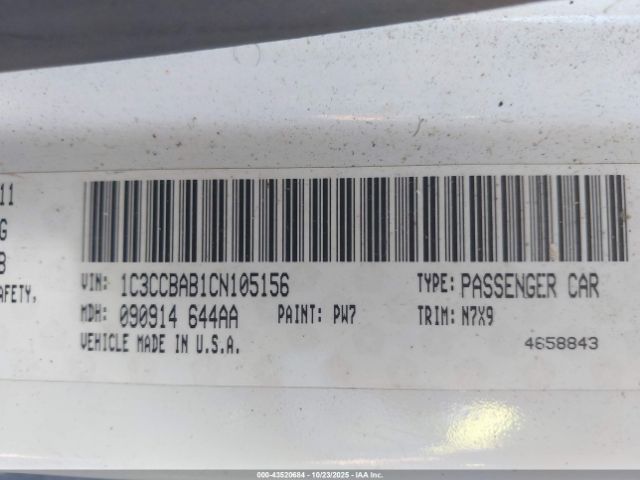 11
G
B
AFETY.
VIN: 1C3CCBAB1CN105156
TYPE: PASSENGER CAR
MDH: 090914 644AA
PAINT: PW7
TRIM: N7X9
VEHICLE MADE IN U.S.A.
4658843
000-43520684 | 10/23/2025 | IAA, Inc.